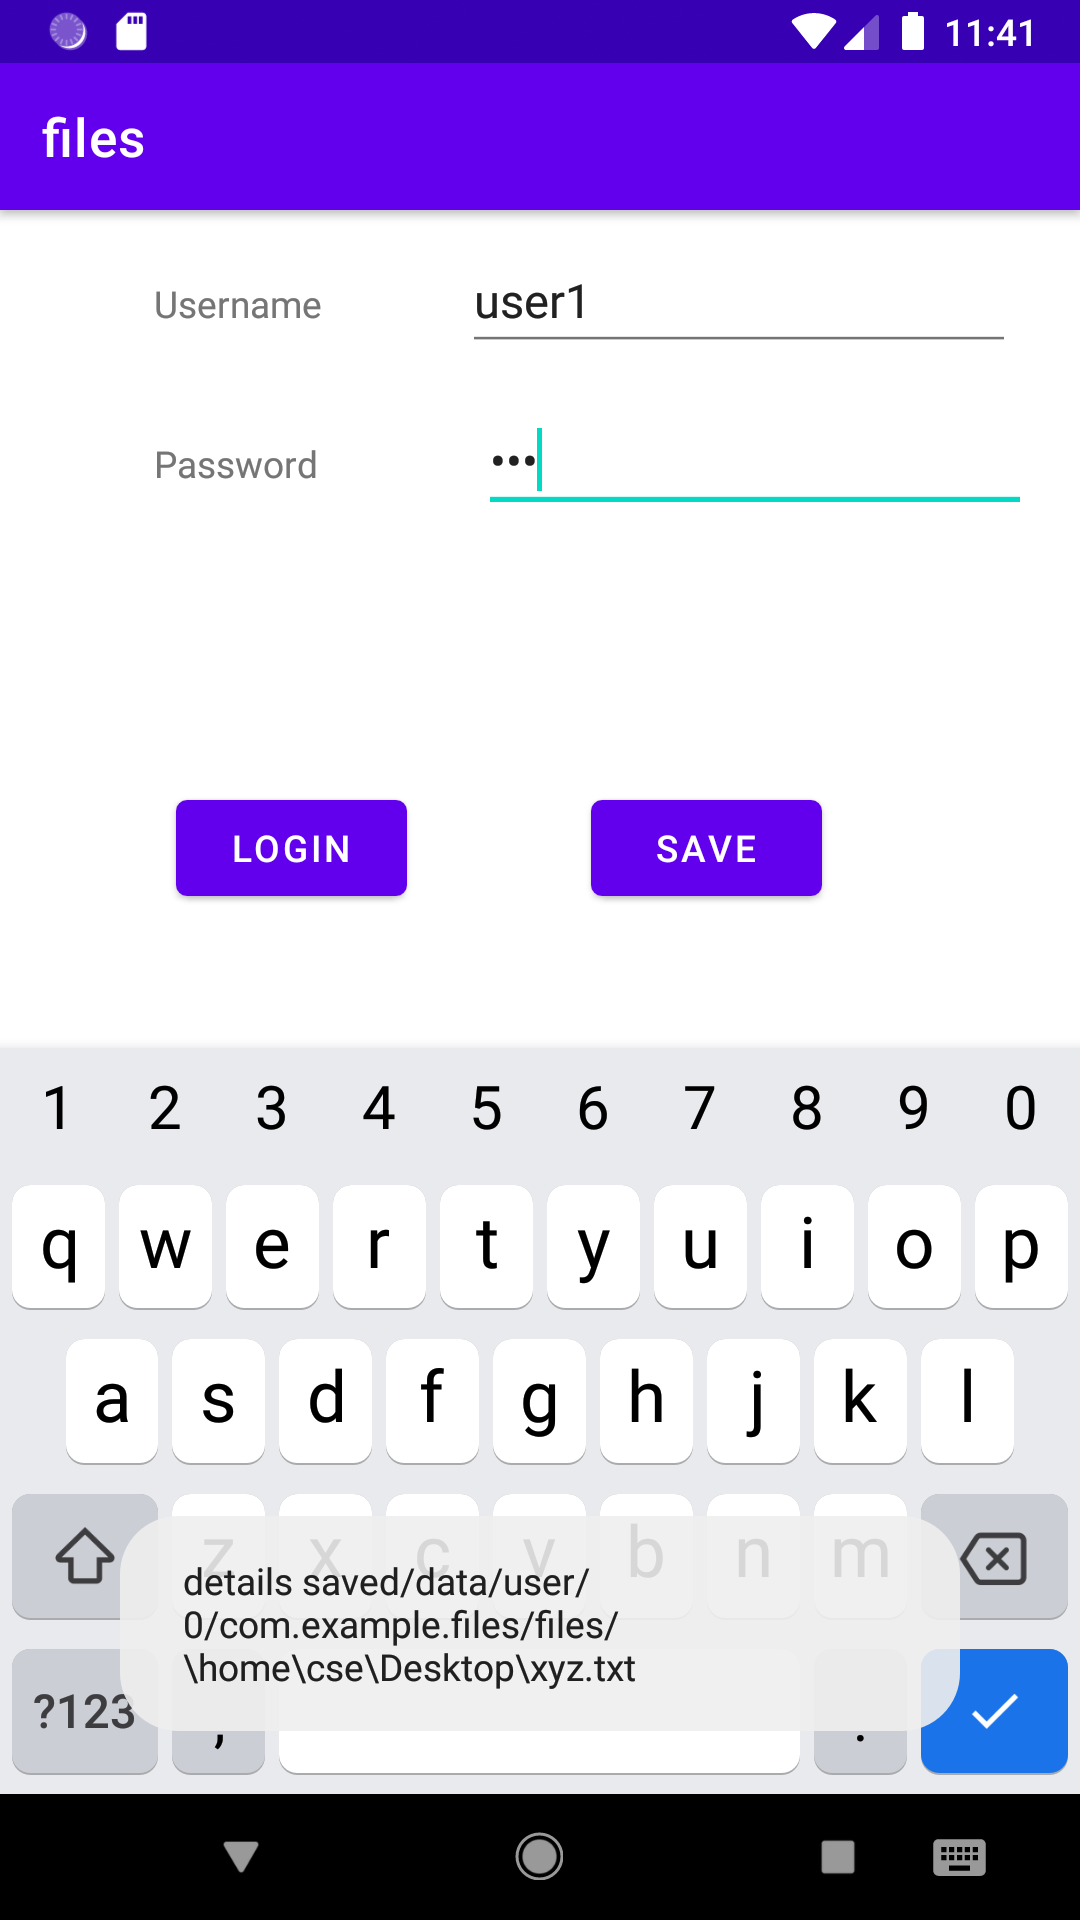 11:41
files
Username user1
Password •••
LOGIN SAVE
1 2 3 4 5 6 7 8 9 0
q w e r t y u i o p
a s d f g h j k l
z x c v b n m
details saved/data/user/
0/com.example.files/files/
\home\cse\Desktop\xyz.txt
?123 , .